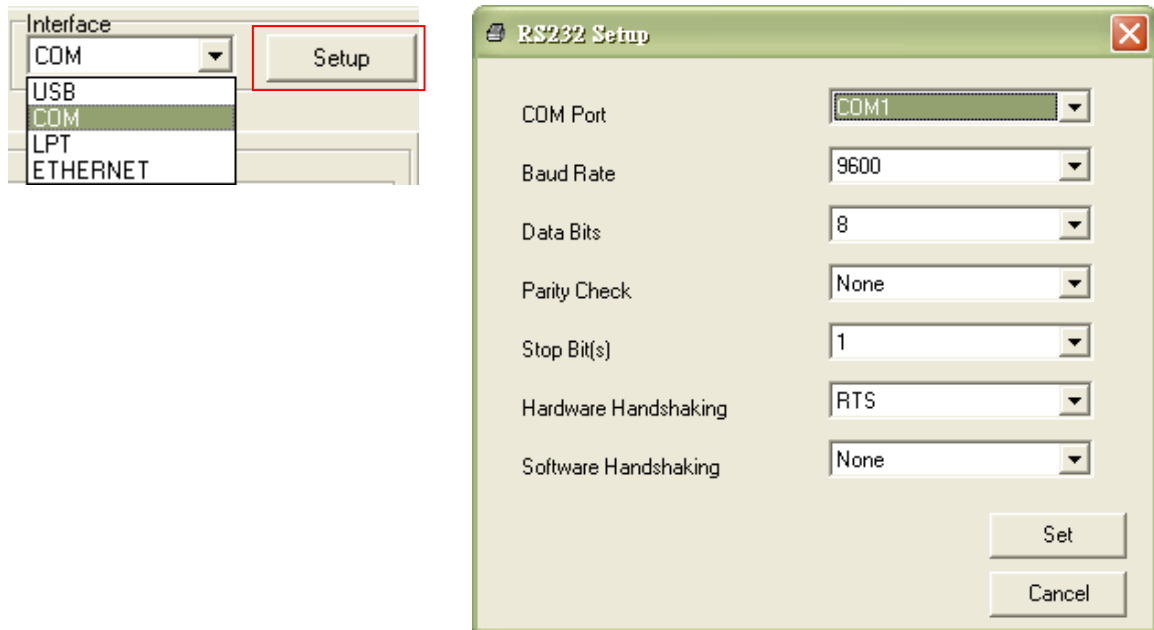 Interface
COM
Setup
USB
COM
LPT
ETHERNET
RS232 Setup
COM Port COM1
Baud Rate 9600
Data Bits 8
Parity Check None
Stop Bit(s) 1
Hardware Handshaking RTS
Software Handshaking None
Set
Cancel